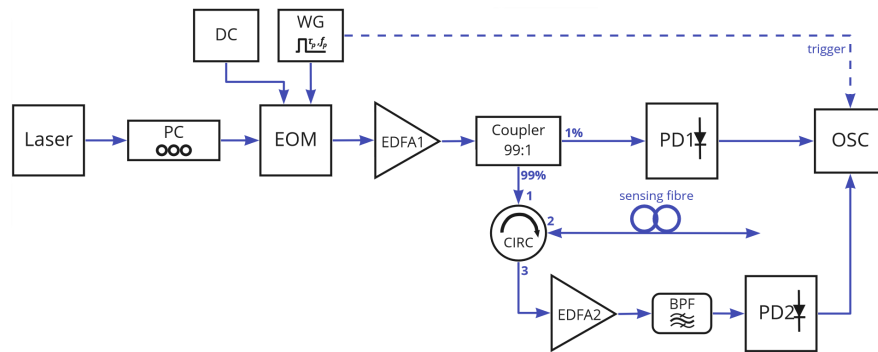 DC
WG
τp,fp
trigger
Laser
PC
EOM
EDFA1
Coupler
99:1
1%
PD1
OSC
99%
1
sensing fibre
2
CIRC
3
EDFA2
BPF
PD2